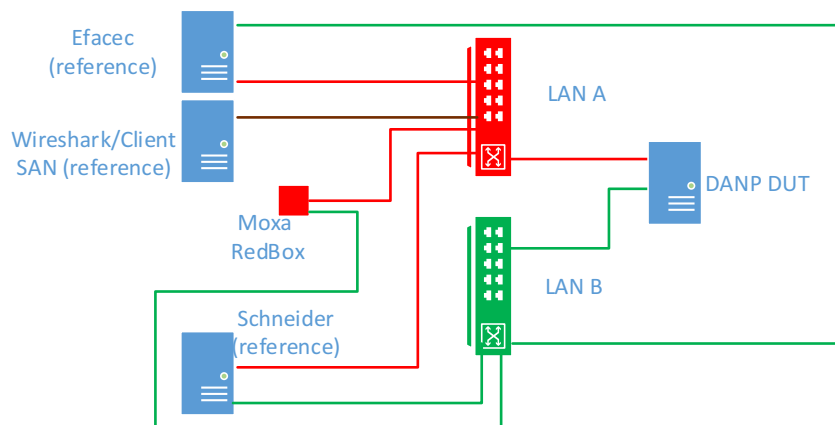 Efacec
(reference)
LAN A
Wireshark/Client
SAN (reference)
DANP DUT
Moxa
RedBox
LAN B
Schneider
(reference)